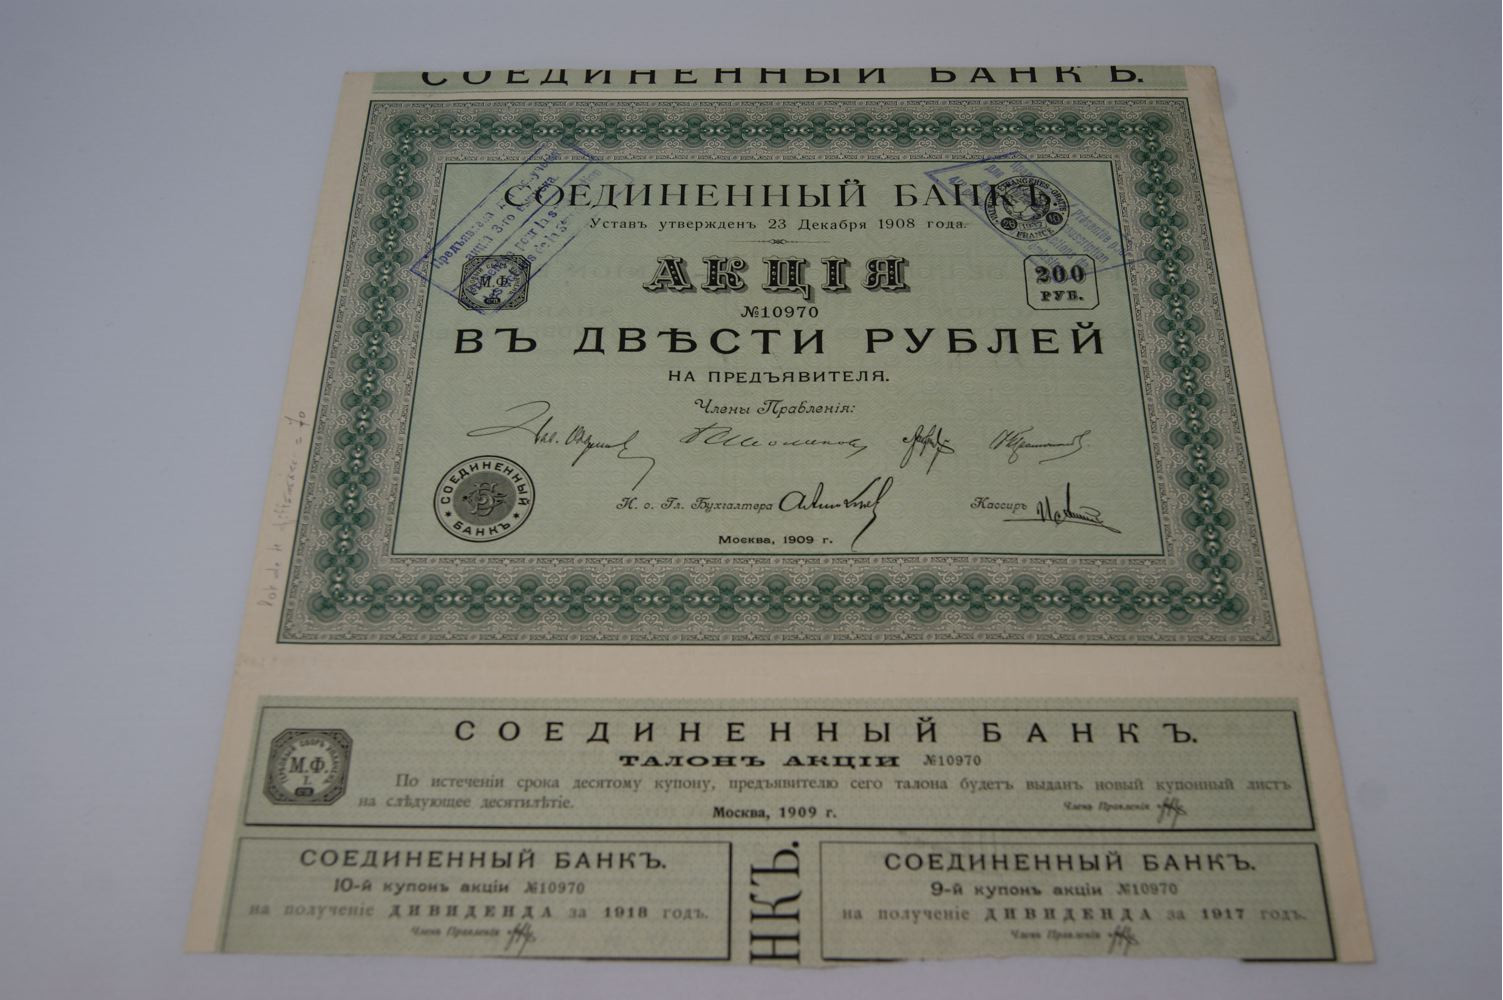 СОЕДИНЕННЫЙ БАНКЪ.
СОЕДИНЕННЫЙ БАНКЪ.
Уставъ утвержденъ 23 Декабря 1908 года.
АКЦІЯ
М.Ф.
200
РУБ.
№10970
ВЪ ДВѢСТИ РУБЛЕЙ
НА ПРЕДЪЯВИТЕЛЯ.
Члены Правленія:
СОЕДИНЕННЫЙ БАНКЪ
И. о. Гл. Бухгалтера
Кассиръ
Москва, 1909 г.
СОЕДИНЕННЫЙ БАНКЪ.
ТАЛОНЪ АКЦІИ №10970
М.Ф.
I.
По истеченіи срока десятому купону, предъявителю сего талона будетъ выданъ новый купонный листъ
на слѣдующее десятилѣтіе.
Москва, 1909 г.
Членъ Правленія
СОЕДИНЕННЫЙ БАНКЪ.
10-й купонъ акціи №10970
на полученіе ДИВИДЕНДА за 1918 годъ.
Членъ Правленія
НКЪ.
СОЕДИНЕННЫЙ БАНКЪ.
9-й купонъ акціи №10970
на полученіе ДИВИДЕНДА за 1917 годъ.
Членъ Правленія